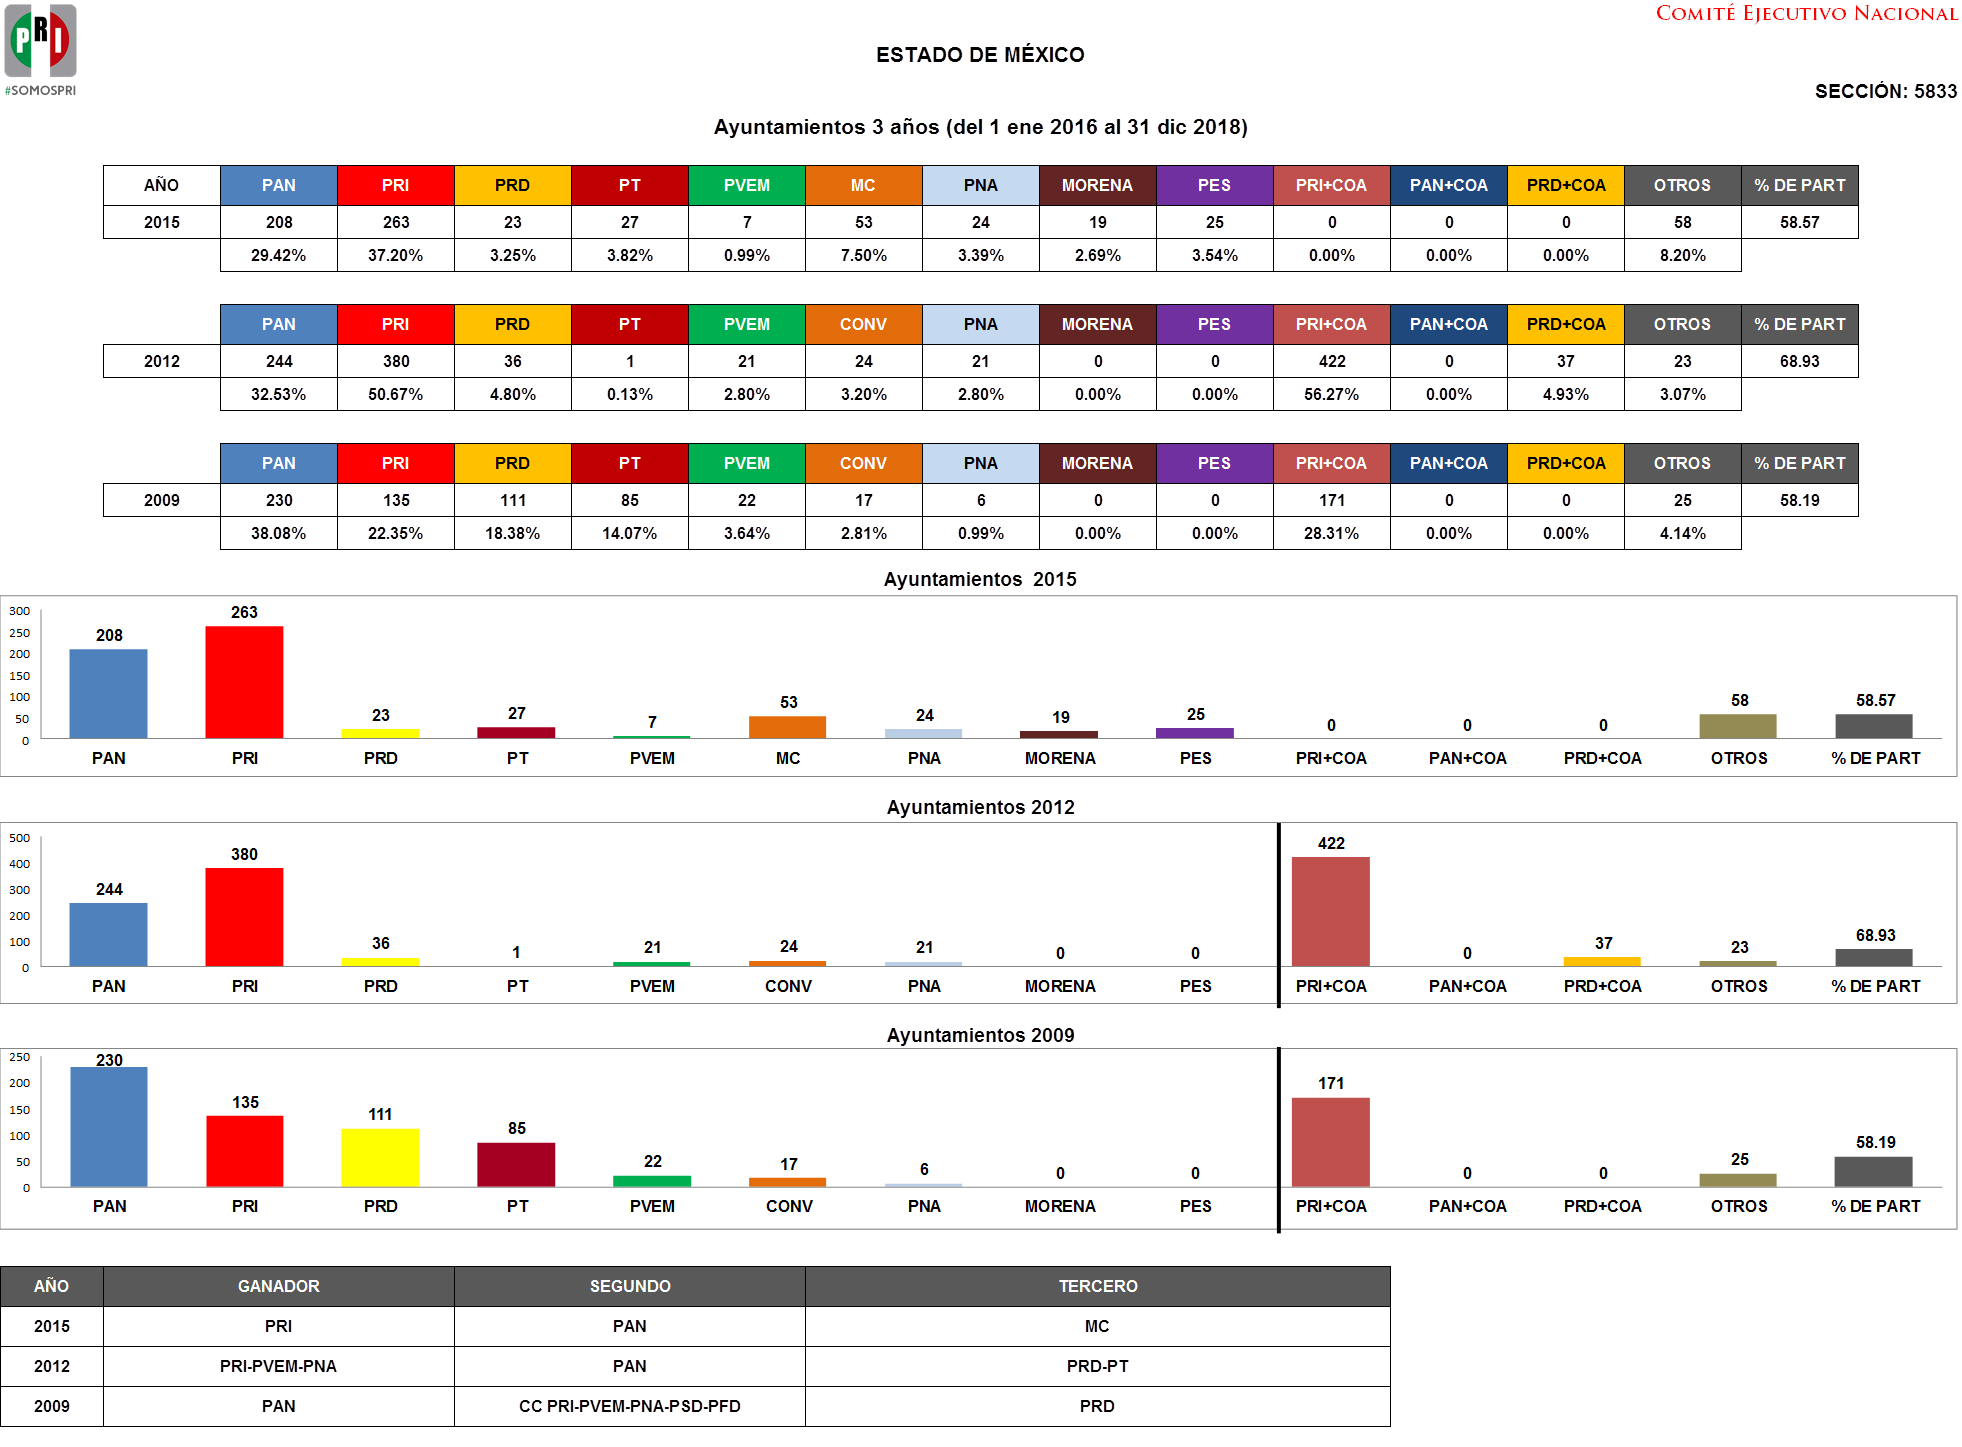 PRI
#SOMOSPRI
COMITÉ EJECUTIVO NACIONAL
ESTADO DE MÉXICO
SECCIÓN: 5833
Ayuntamientos 3 años (del 1 ene 2016 al 31 dic 2018)
AÑO PAN PRI PRD PT PVEM MC PNA MORENA PES PRI+COA PAN+COA PRD+COA OTROS % DE PART
2015 208 263 23 27 7 53 24 19 25 0 0 0 58 58.57
29.42% 37.20% 3.25% 3.82% 0.99% 7.50% 3.39% 2.69% 3.54% 0.00% 0.00% 0.00% 8.20%
PAN PRI PRD PT PVEM CONV PNA MORENA PES PRI+COA PAN+COA PRD+COA OTROS % DE PART
2012 244 380 36 1 21 24 21 0 0 422 0 37 23 68.93
32.53% 50.67% 4.80% 0.13% 2.80% 3.20% 2.80% 0.00% 0.00% 56.27% 0.00% 4.93% 3.07%
PAN PRI PRD PT PVEM CONV PNA MORENA PES PRI+COA PAN+COA PRD+COA OTROS % DE PART
2009 230 135 111 85 22 17 6 0 0 171 0 0 25 58.19
38.08% 22.35% 18.38% 14.07% 3.64% 2.81% 0.99% 0.00% 0.00% 28.31% 0.00% 0.00% 4.14%
Ayuntamientos 2015
300
250
200
150
100
50
0
208 263 23 27 7 53 24 19 25 0 0 0 58 58.57
PAN PRI PRD PT PVEM MC PNA MORENA PES PRI+COA PAN+COA PRD+COA OTROS % DE PART
Ayuntamientos 2012
500
400
300
200
100
0
244 380 36 1 21 24 21 0 0 422 0 37 23 68.93
PAN PRI PRD PT PVEM CONV PNA MORENA PES PRI+COA PAN+COA PRD+COA OTROS % DE PART
Ayuntamientos 2009
250
200
150
100
50
0
230 135 111 85 22 17 6 0 0 171 0 0 25 58.19
PAN PRI PRD PT PVEM CONV PNA MORENA PES PRI+COA PAN+COA PRD+COA OTROS % DE PART
AÑO GANADOR SEGUNDO TERCERO
2015 PRI PAN MC
2012 PRI-PVEM-PNA PAN PRD-PT
2009 PAN CC PRI-PVEM-PNA-PSD-PFD PRD